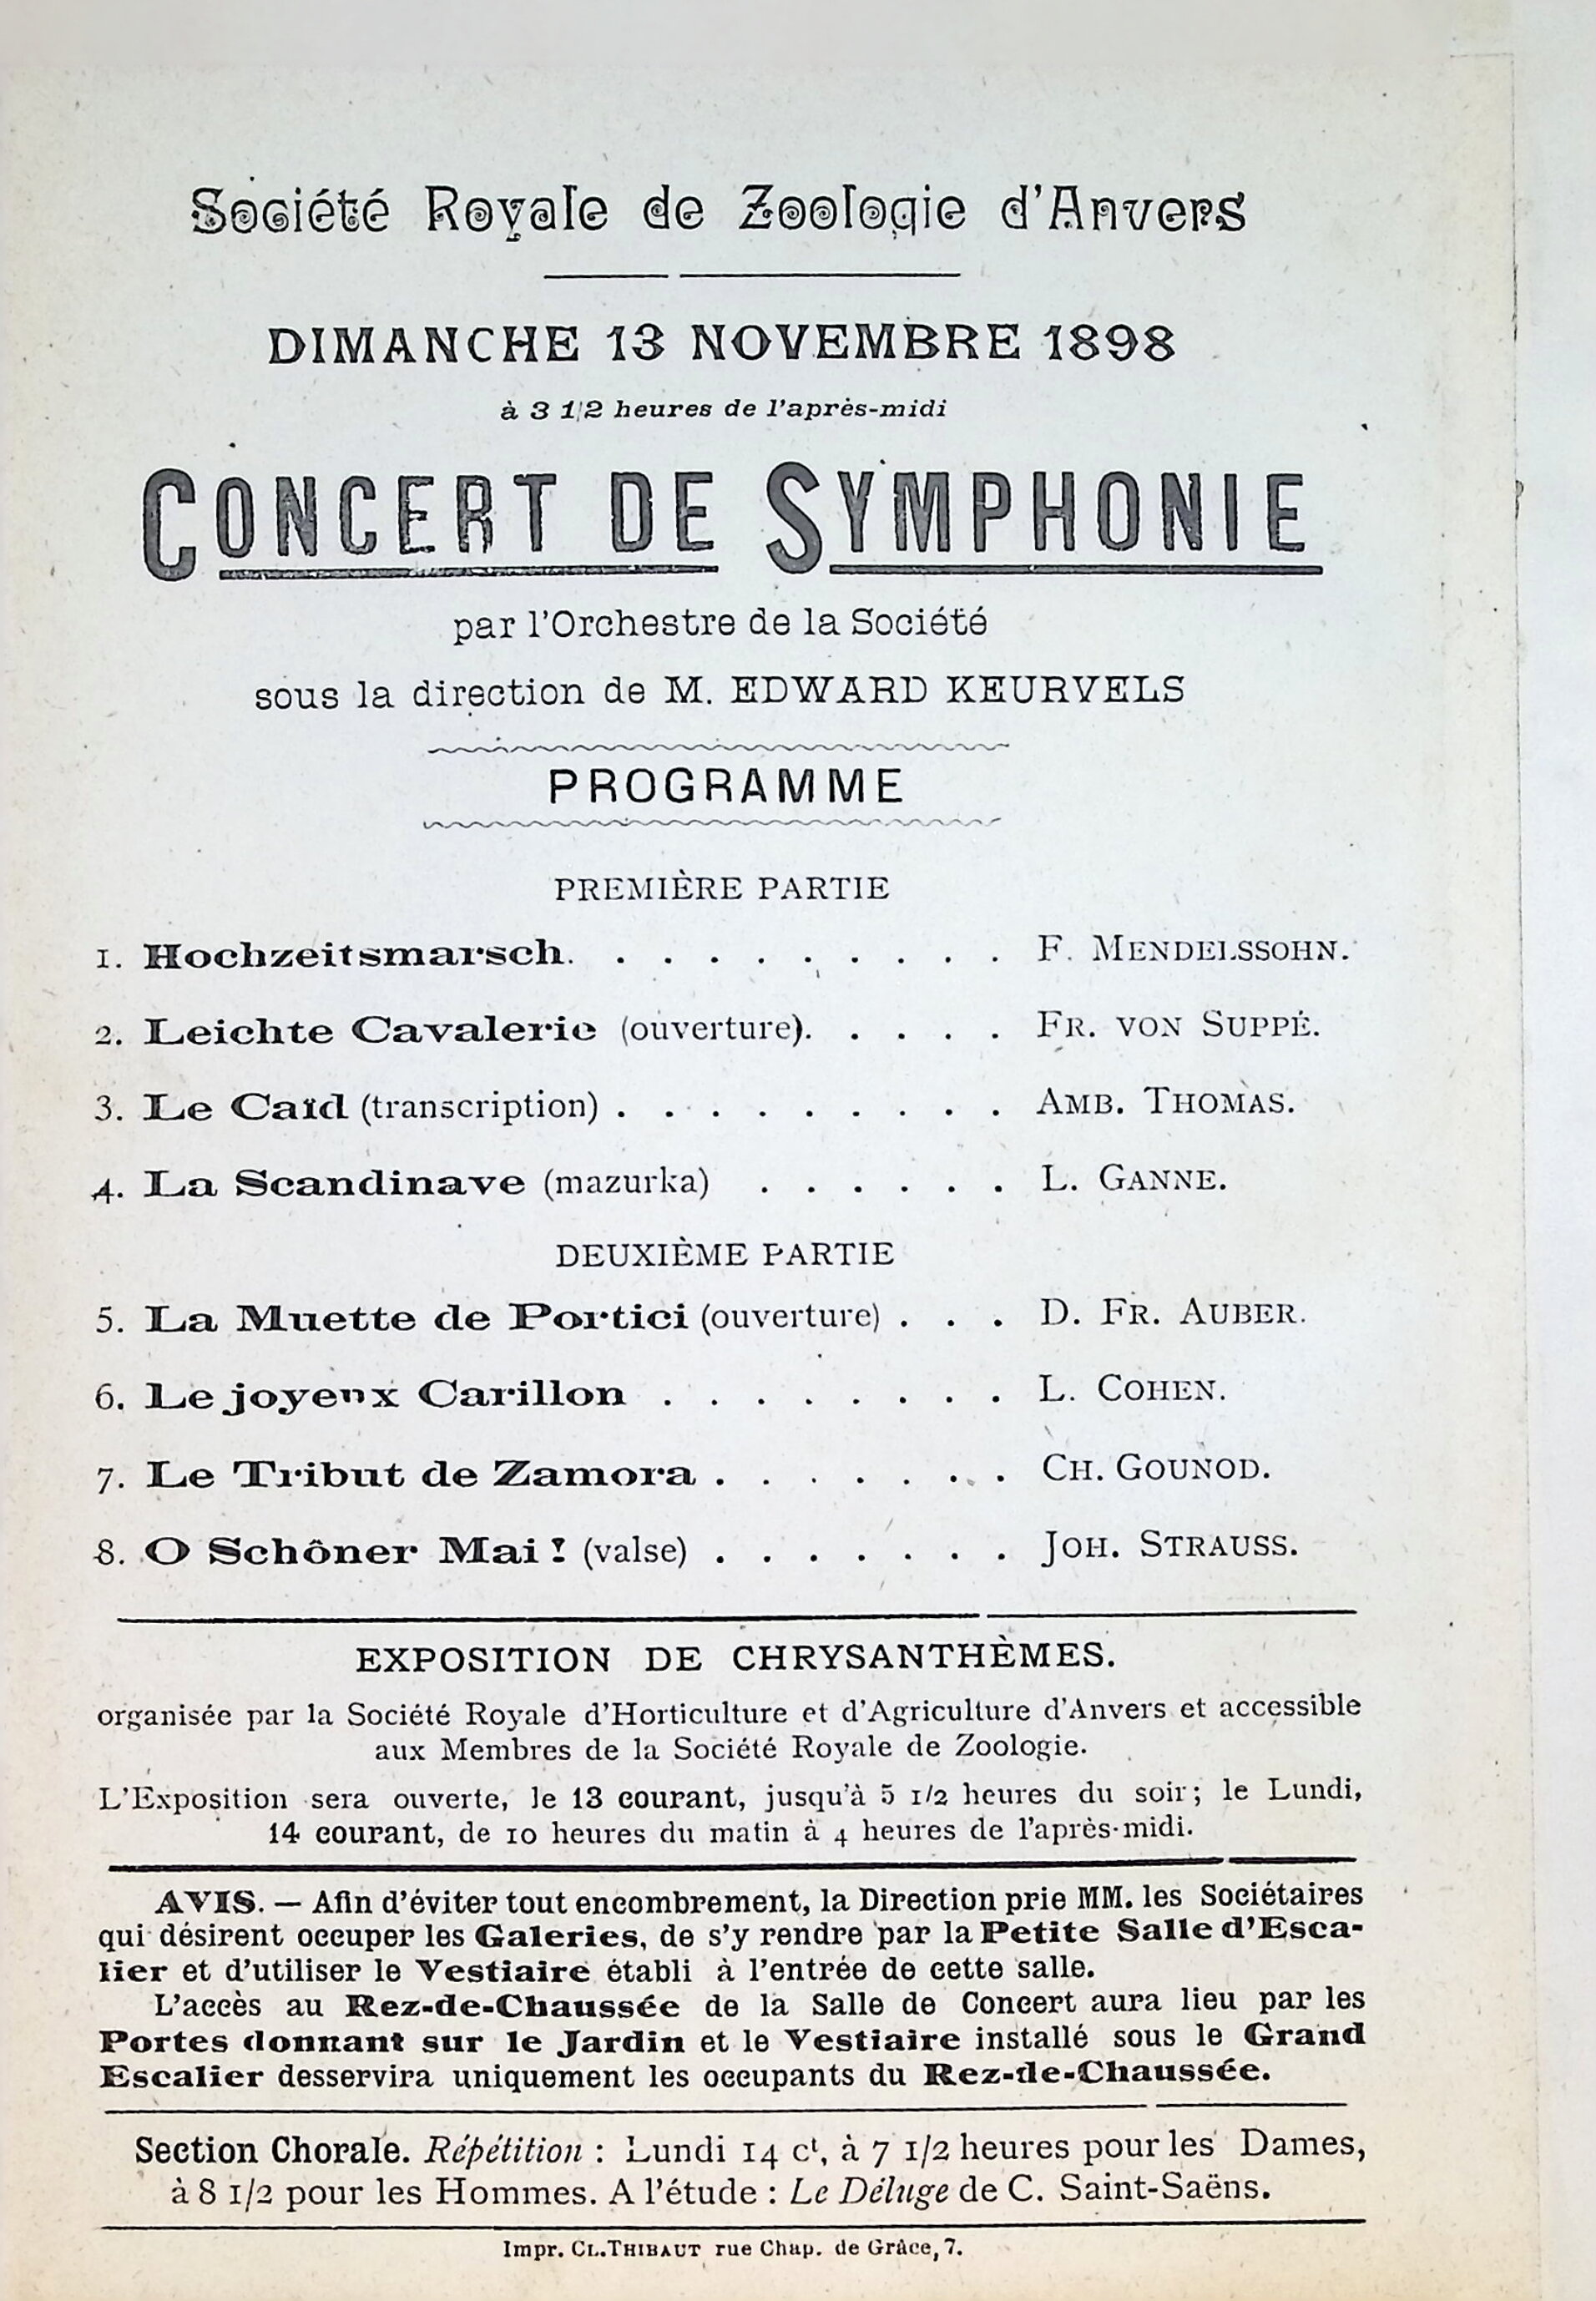 Société Royale de Zoologie d'Anvers
DIMANCHE 13 NOVEMBRE 1898
à 3 1/2 heures de l'après-midi
CONCERT DE SYMPHONIE
par l'Orchestre de la Société
sous la direction de M. EDWARD KEURVELS
PROGRAMME
PREMIÈRE PARTIE
1. Hochzeitsmarsch. . . . . . . . . . F. MENDELSSOHN.
2. Leichte Cavalerie (ouverture). . . . . FR. VON SUPPÉ.
3. Le Caïd (transcription) . . . . . . . . . AMB. THOMAS.
4. La Scandinave (mazurka) . . . . . . L. GANNE.
DEUXIÈME PARTIE
5. La Muette de Portici (ouverture) . . . D. FR. AUBER.
6. Le joyeux Carillon . . . . . . . . L. COHEN.
7. Le Tribut de Zamora . . . . . . . CH. GOUNOD.
8. O Schôner Mai ! (valse) . . . . . . . JOH. STRAUSS.
EXPOSITION DE CHRYSANTHÈMES.
organisée par la Société Royale d'Horticulture et d'Agriculture d'Anvers et accessible
aux Membres de la Société Royale de Zoologie.
L'Exposition sera ouverte, le 13 courant, jusqu'à 5 1/2 heures du soir; le Lundi,
14 courant, de 10 heures du matin à 4 heures de l'après-midi.
AVIS. — Afin d'éviter tout encombrement, la Direction prie MM. les Sociétaires
qui désirent occuper les Galeries, de s'y rendre par la Petite Salle d'Esca-
lier et d'utiliser le Vestiaire établi à l'entrée de cette salle.
L'accès au Rez-de-Chaussée de la Salle de Concert aura lieu par les
Portes donnant sur le Jardin et le Vestiaire installé sous le Grand
Escalier desservira uniquement les occupants du Rez-de-Chaussée.
Section Chorale. Répétition : Lundi 14 ct, à 7 1/2 heures pour les Dames,
à 8 1/2 pour les Hommes. A l'étude : Le Déluge de C. Saint-Saëns.
Impr. CL. THIBAUT rue Chap. de Grâce, 7.